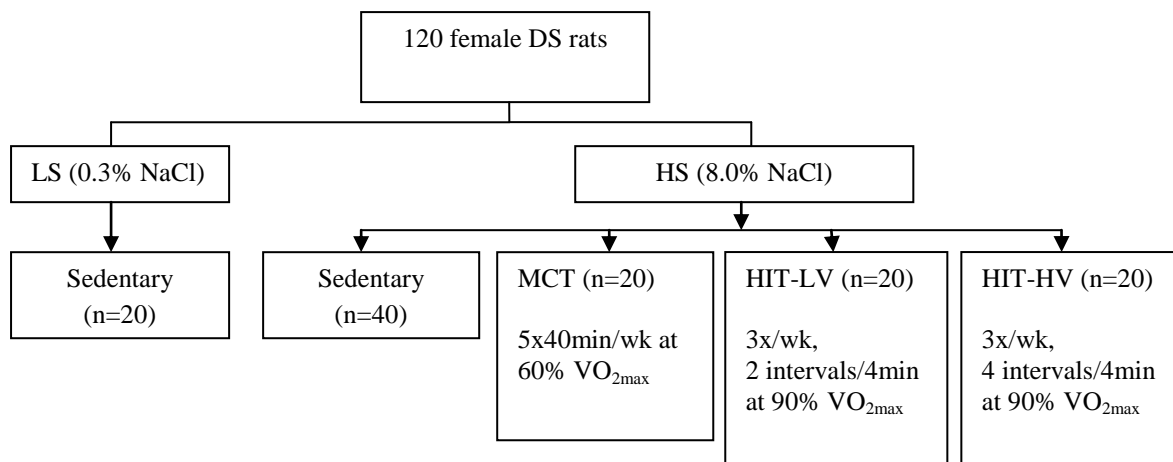 120 female DS rats
LS (0.3% NaCl)
HS (8.0% NaCl)
Sedentary
(n=20)
Sedentary
(n=40)
MCT (n=20)
5x40min/wk at
60% VO2max
HIT-LV (n=20)
3x/wk,
2 intervals/4min
at 90% VO2max
HIT-HV (n=20)
3x/wk,
4 intervals/4min
at 90% VO2max